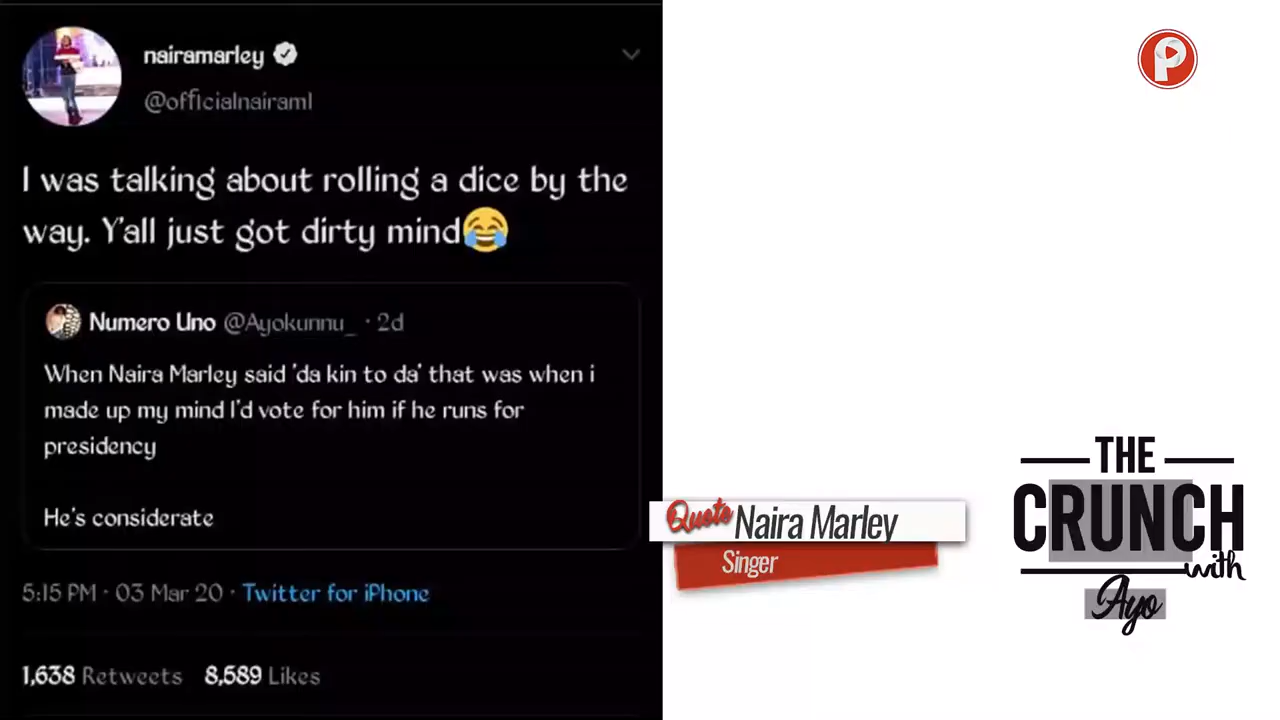 nairamarley
@officialnairam1
I was talking about rolling a dice by the
way. Y'all just got dirty mind😂
Numero Uno @Ayokunnu_ · 2d
When Naira Marley said 'da kin to da' that was when i
made up my mind I'd vote for him if he runs for
presidency
He's considerate
5:15 PM · 03 Mar 20 · Twitter for iPhone
1,638 Retweets 8,589 Likes
P
Quote Naira Marley
Singer
THE
CRUNCH
with
Ayo